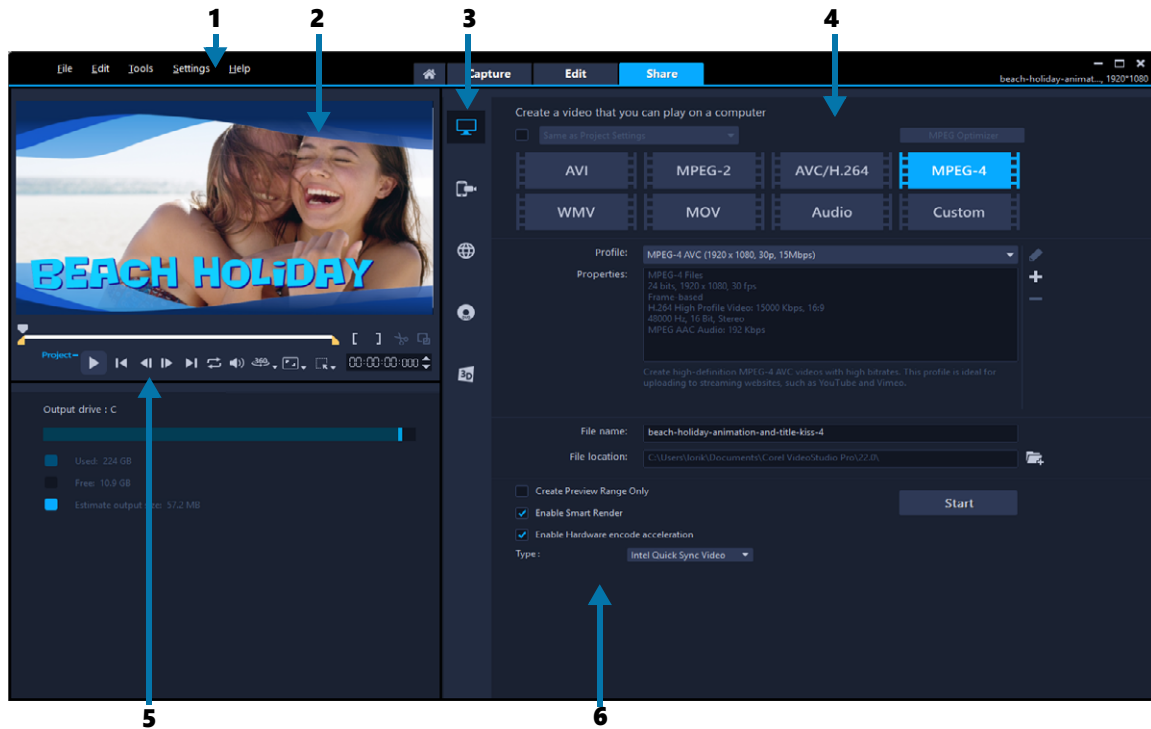 1 2 3 4
File Edit Tools Settings Help
Capture Edit Share
beach-holiday-animat..., 1920*1080
Create a video that you can play on a computer
Same as Project Settings
MPEG Optimizer
AVI MPEG-2 AVC/H.264 MPEG-4
WMV MOV Audio Custom
BEACH HOLiDAY
Profile: MPEG-4 AVC (1920 x 1080, 30p, 15Mbps)
Properties: MPEG-4 Files
24 bits, 1920 x 1080, 30 fps
Frame-based
H.264 High Profile Video: 15000 Kbps, 16:9
48000 Hz, 16 Bit, Stereo
MPEG AAC Audio: 192 Kbps
Create high-definition MPEG-4 AVC videos with high bitrates. This profile is ideal for
uploading to streaming websites, such as YouTube and Vimeo.
[ ]
Project
360
00:00:00:000
3D
Output drive : C
Used: 224 GB
Free: 10.9 GB
Estimate output size: 57.2 MB
File name: beach-holiday-animation-and-title-kiss-4
File location: C:\Users\lonk\Documents\Corel VideoStudio Pro\22.0\
Create Preview Range Only
Start
Enable Smart Render
Enable Hardware encode acceleration
Type : Intel Quick Sync Video
5 6